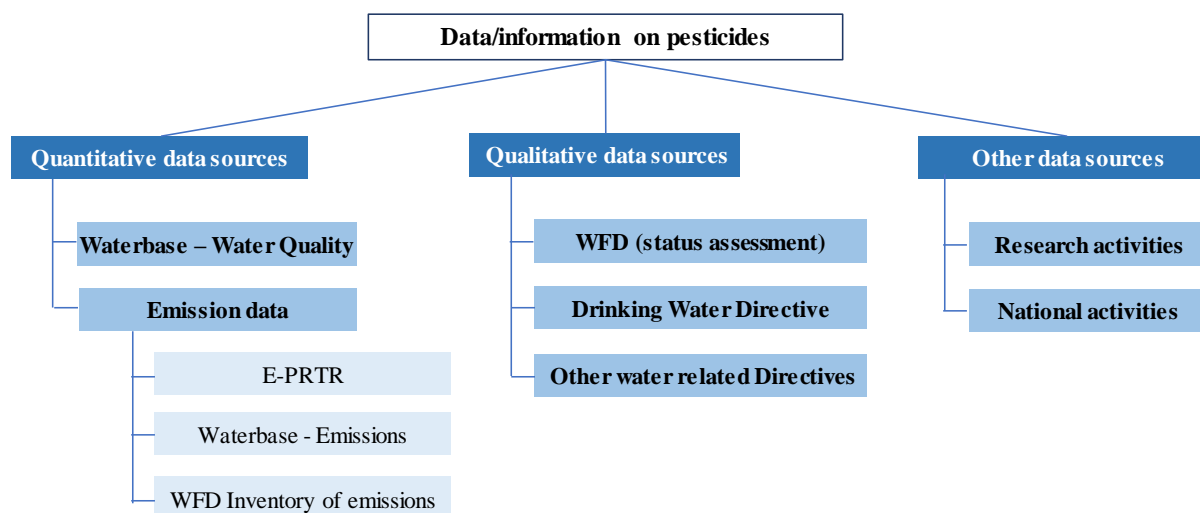 Data/information on pesticides
Quantitative data sources
Qualitative data sources
Other data sources
Waterbase – Water Quality
Emission data
E-PRTR
Waterbase - Emissions
WFD Inventory of emissions
WFD (status assessment)
Drinking Water Directive
Other water related Directives
Research activities
National activities